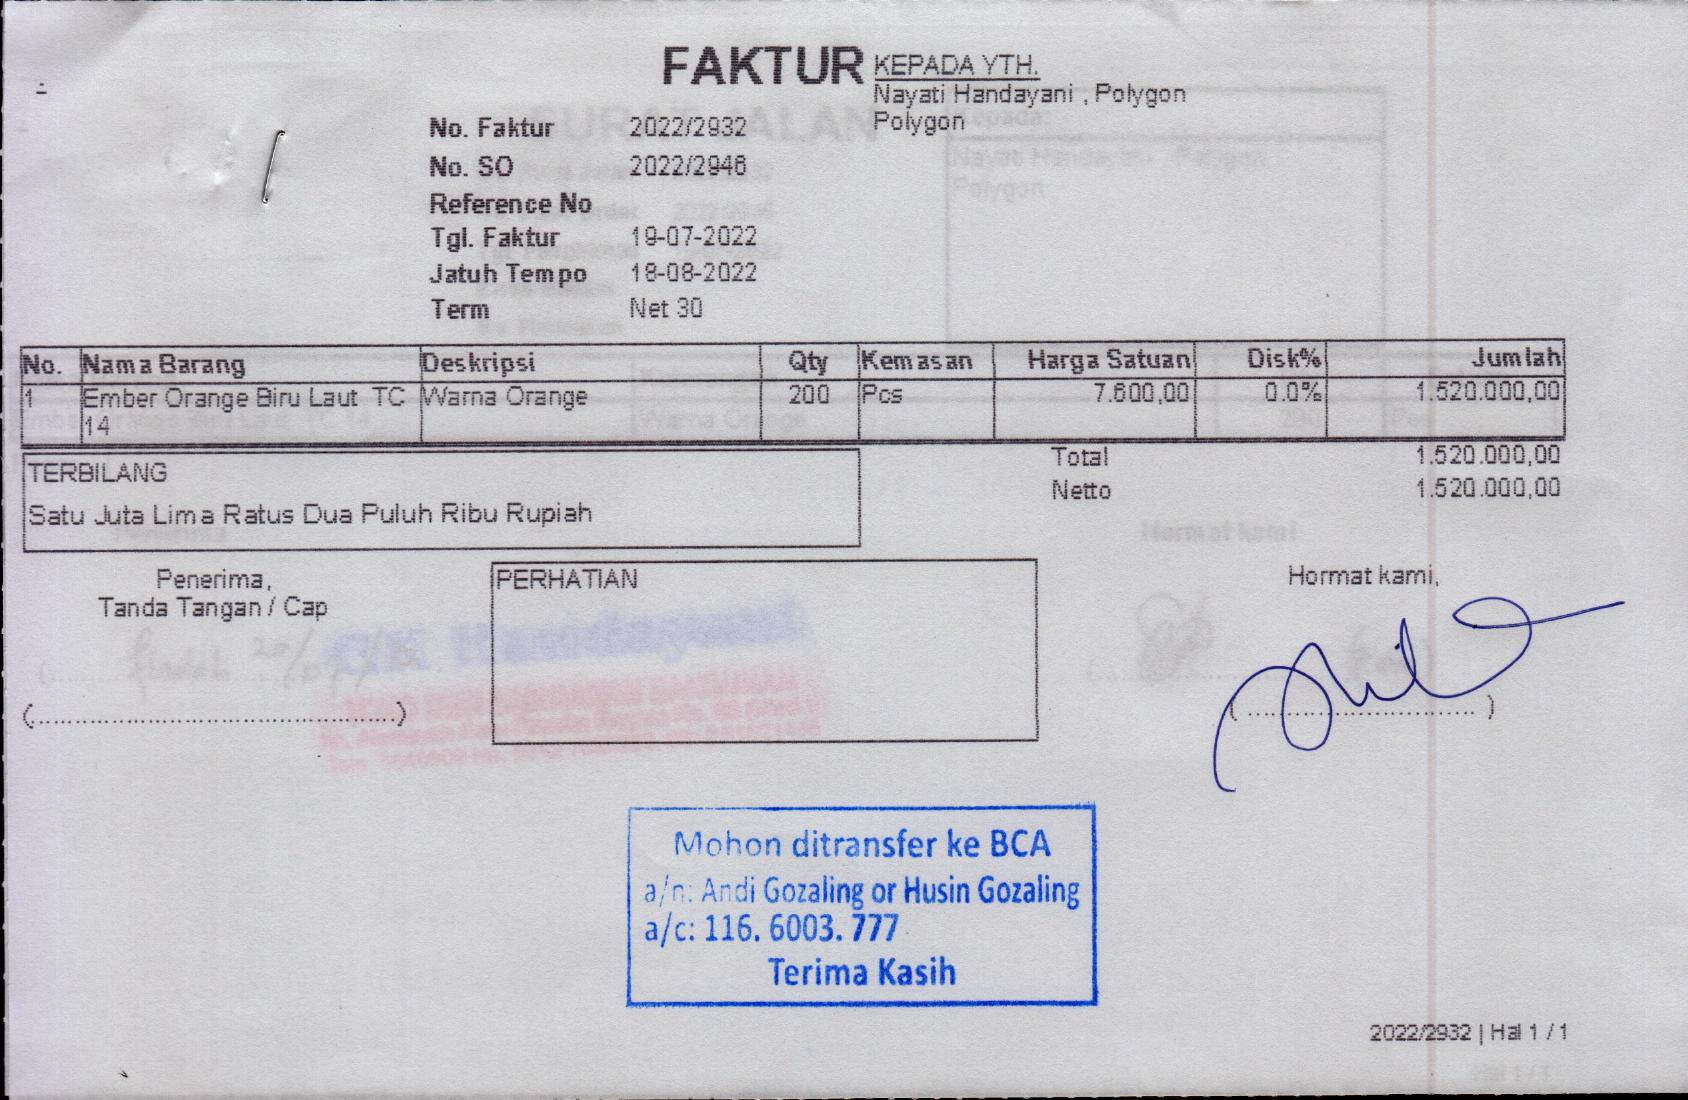 FAKTUR
KEPADA YTH.
Nayati Handayani , Polygon
Polygon
No. Faktur 2022/2932
No. SO 2022/2946
Reference No
Tgl. Faktur 19-07-2022
Jatuh Tempo 18-08-2022
Term Net 30
No. Nama Barang Deskripsi Qty Kemasan Harga Satuan Disk% Jumlah
1 Ember Orange Biru Laut TC Warna Orange 200 Pcs 7.600,00 0.0% 1.520.000,00
14
Total 1.520.000,00
Netto 1.520.000,00
TERBILANG
Satu Juta Lima Ratus Dua Puluh Ribu Rupiah
Penerima,
Tanda Tangan / Cap
PERHATIAN
Hormat kami,
(............................................)
( ............................ )
Mohon ditransfer ke BCA
a/n: Andi Gozaling or Husin Gozaling
a/c: 116. 6003. 777
Terima Kasih
2022/2932 | Hal 1 / 1